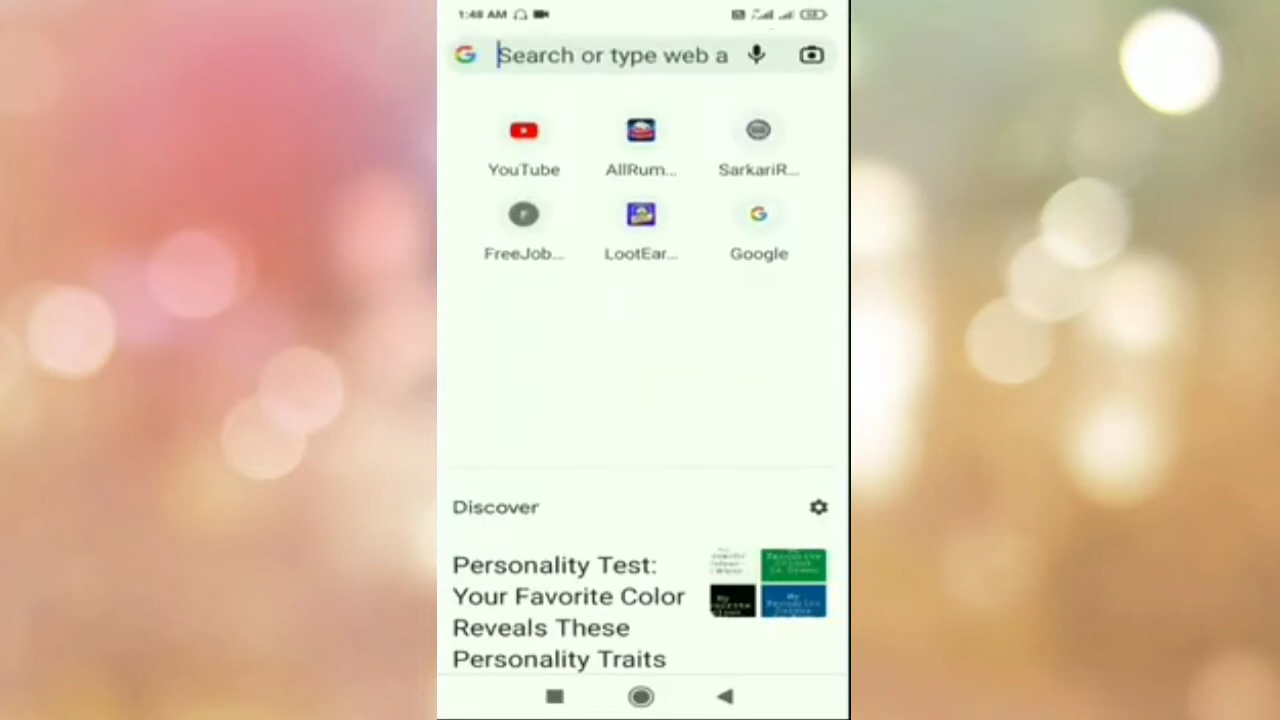 1:48 AM
Search or type web a
YouTube
AllRum...
SarkariR...
FreeJob...
LootEar...
Google
Discover
Personality Test:
Your Favorite Color
Reveals These
Personality Traits